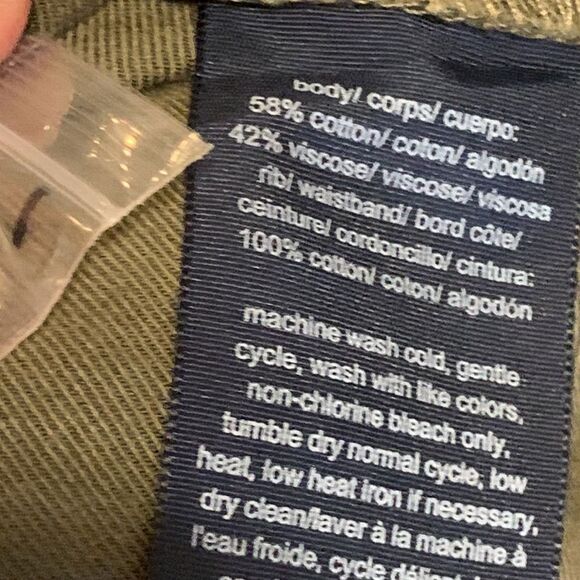 body/ corps/ cuerpo:
58% cotton/ coton/ algodón
42% viscose/ viscose/ viscosa
rib/ waistband/ bord côte/
ceinture/ cordoncillo/ cintura:
100% cotton/ coton/ algodón
machine wash cold, gentle
cycle, wash with like colors,
non-chlorine bleach only,
tumble dry normal cycle, low
heat, low heat iron if necessary,
dry clean/laver à la machine à
l'eau froide, cycle